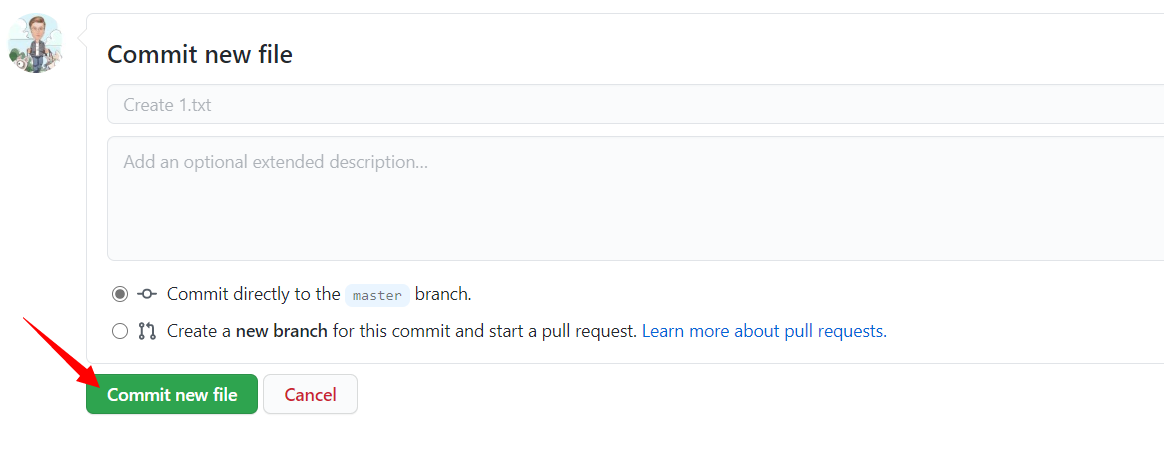 Commit new file
Create 1.txt
Add an optional extended description...
Commit directly to the master branch.
Create a new branch for this commit and start a pull request. Learn more about pull requests.
Commit new file
Cancel